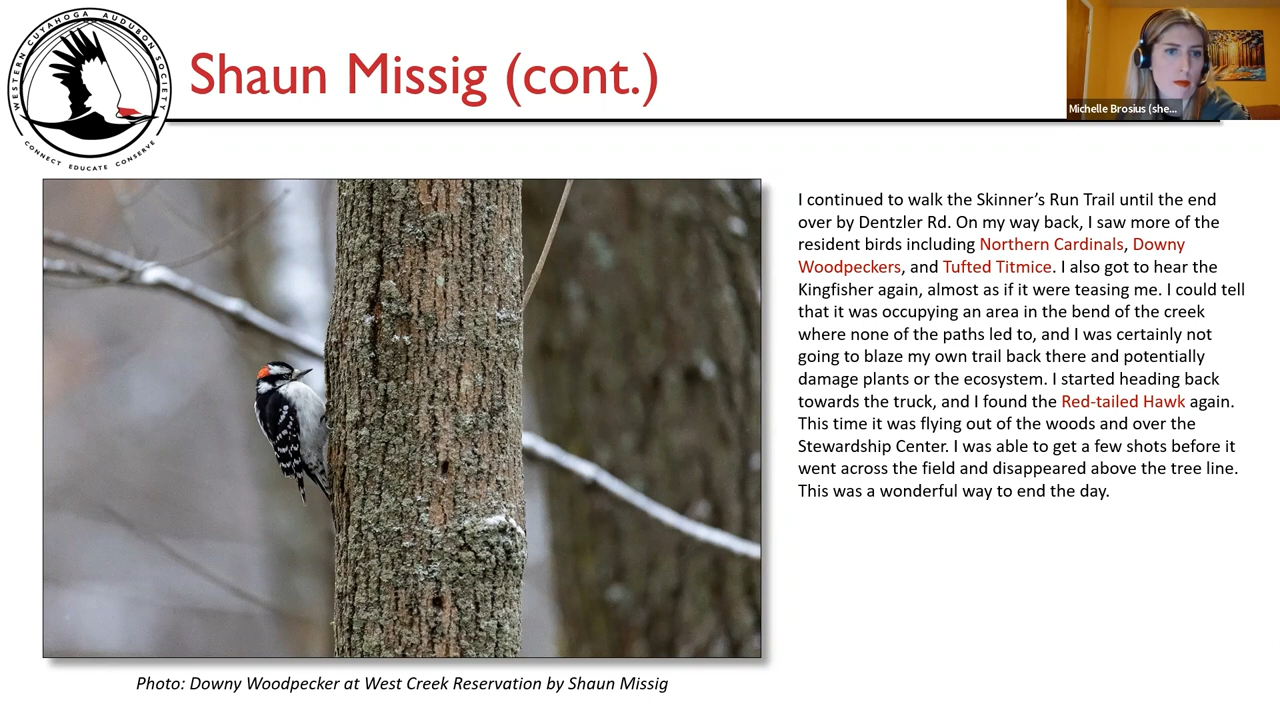 WESTERN CUYAHOGA AUDUBON SOCIETY
CONNECT EDUCATE CONSERVE
Shaun Missig (cont.)
Michelle Brosius (she...
I continued to walk the Skinner’s Run Trail until the end
over by Dentzler Rd. On my way back, I saw more of the
resident birds including Northern Cardinals, Downy
Woodpeckers, and Tufted Titmice. I also got to hear the
Kingfisher again, almost as if it were teasing me. I could tell
that it was occupying an area in the bend of the creek
where none of the paths led to, and I was certainly not
going to blaze my own trail back there and potentially
damage plants or the ecosystem. I started heading back
towards the truck, and I found the Red-tailed Hawk again.
This time it was flying out of the woods and over the
Stewardship Center. I was able to get a few shots before it
went across the field and disappeared above the tree line.
This was a wonderful way to end the day.
Photo: Downy Woodpecker at West Creek Reservation by Shaun Missig